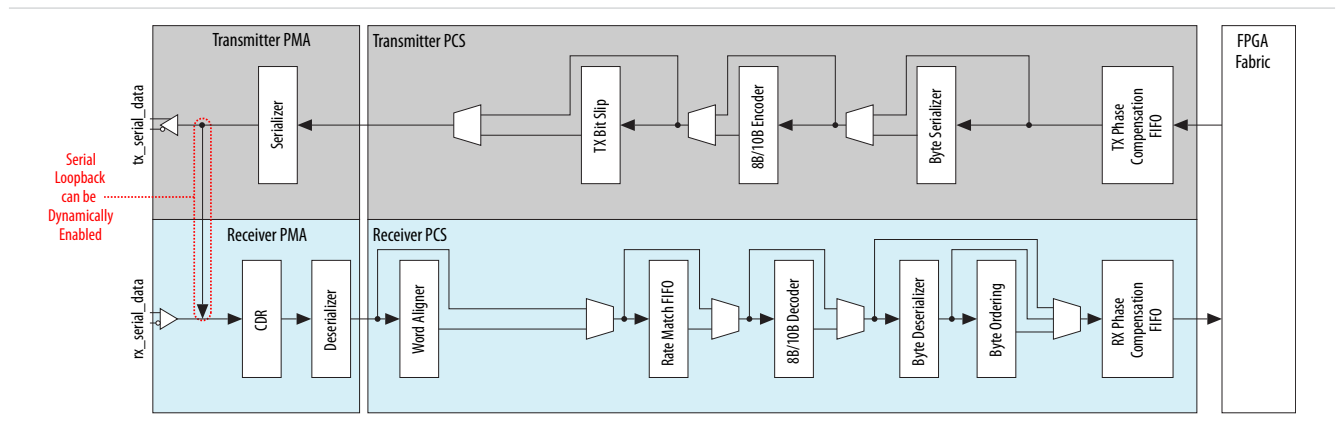 Transmitter PMA
Transmitter PCS
FPGA
Fabric
tx_serial_data
Serializer
TX Bit Slip
8B/10B Encoder
Byte Serializer
TX Phase
Compensation
FIFO
Serial
Loopback
can be
Dynamically
Enabled
Receiver PMA
Receiver PCS
rx_serial_data
CDR
Deserializer
Word Aligner
Rate Match FIFO
8B/10B Decoder
Byte Deserializer
Byte Ordering
RX Phase
Compensation
FIFO